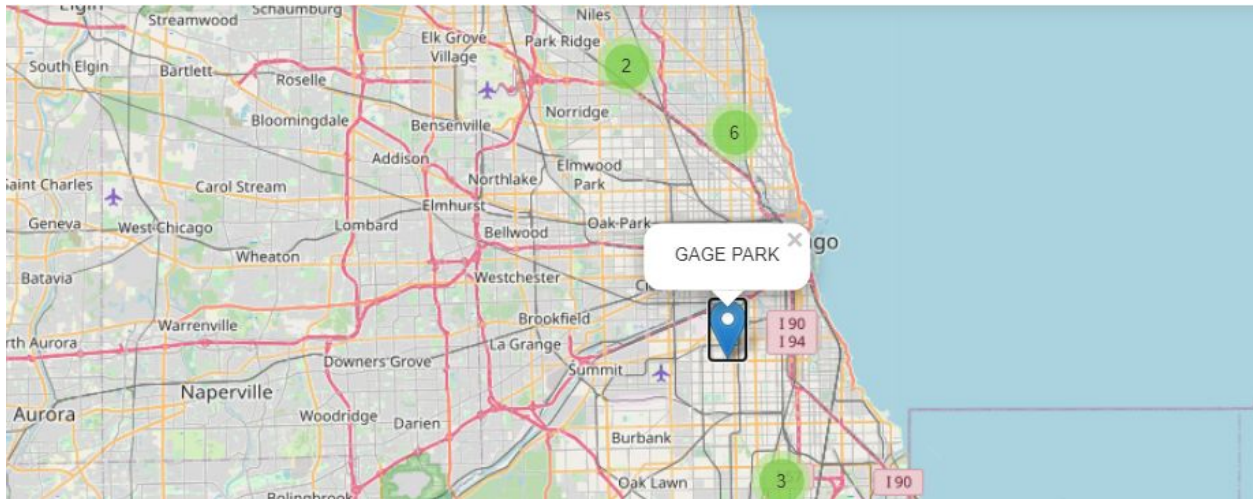 Elgin
Streamwood
Schaumburg
Niles
Elk Grove
Village
Park Ridge
2
South Elgin
Bartlett
Roselle
Norridge
Bloomingdale
Bensenville
6
Addison
Elmwood
Park
Northlake
Saint Charles
Carol Stream
Elmhurst
Geneva
West Chicago
Lombard
Oak Park
Bellwood
GAGE PARK
×
ago
Wheaton
Batavia
Westchester
Cic
Brookfield
Warrenville
I 90
I 94
rth Aurora
La Grange
Downers Grove
Summit
Naperville
Aurora
Woodridge
Darien
Burbank
3
I 90
Oak Lawn
Bolingbrook